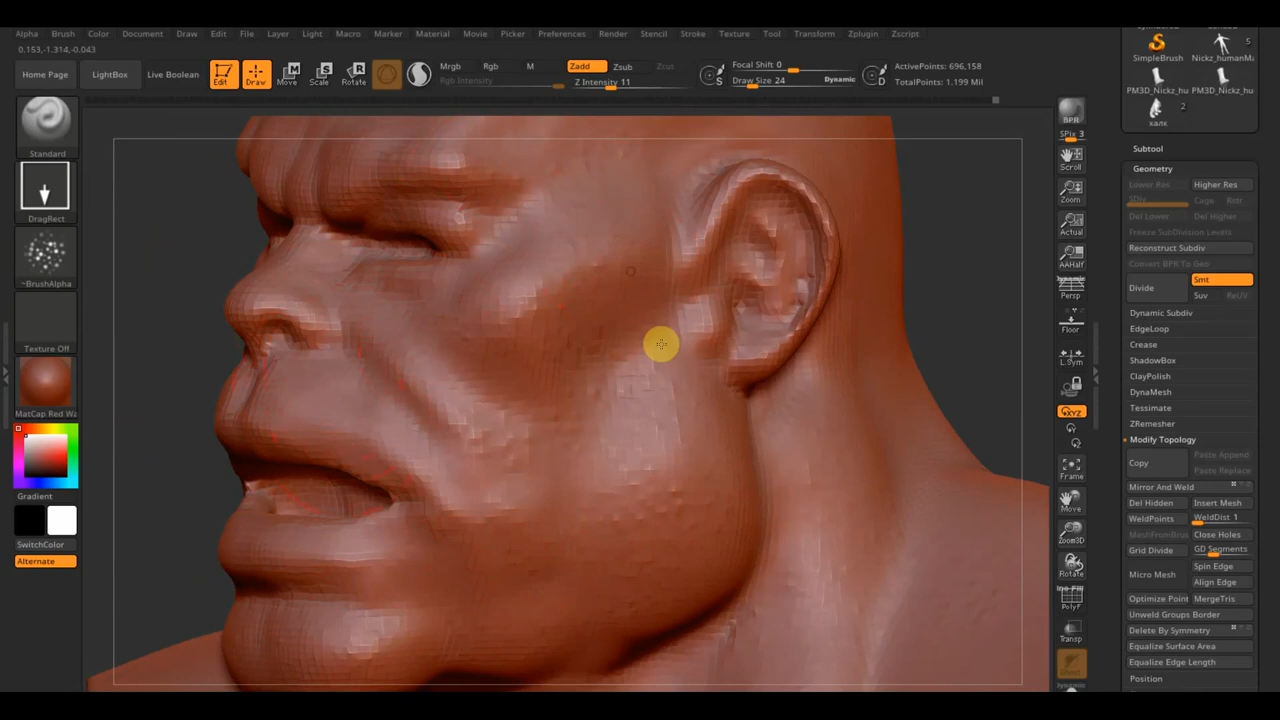 Alpha Brush Color Document Draw Edit File Layer Light Macro Marker Material Movie Picker Preferences Render Stencil Stroke Texture Tool Transform Zplugin Zscript
0.153,-1.314,-0.043
Home Page LightBox Live Boolean Edit Draw Move Scale Rotate
Mrgb Rgb M Zadd Zsub Zcut
Rgb Intensity Z Intensity 11
Focal Shift 0
Draw Size 24 Dynamic
ActivePoints: 696,158
TotalPoints: 1.199 Mil
Standard
DragRect
~BrushAlpha
Texture Off
MatCap Red Wa
Gradient
SwitchColor
Alternate
BPR
SPix 3
Scroll
Zoom
Actual
AAHalf
Dynamic
Persp
Floor
L.Sym
XYZ
Frame
Move
Zoom3D
Rotate
PolyF
Transp
Dynamic
5
SimpleBrush Nickz_humanMa
PM3D_Nickz_hu PM3D_Nickz_hu
2
халк
Subtool
Geometry
Lower Res Higher Res
SDiv Cage Rstr
Del Lower Del Higher
Freeze SubDivision Levels
Reconstruct Subdiv
Convert BPR To Geo
Divide Smt
Suv ReUV
Dynamic Subdiv
EdgeLoop
Crease
ShadowBox
ClayPolish
DynaMesh
Tessimate
ZRemesher
Modify Topology
Copy Paste Append
Paste Replace
Mirror And Weld
Del Hidden Insert Mesh
WeldPoints WeldDist 1
MeshFromBrus Close Holes
Grid Divide GD Segments
Micro Mesh Spin Edge
Align Edge
Optimize Point MergeTris
Unweld Groups Border
Delete By Symmetry
Equalize Surface Area
Equalize Edge Length
Position